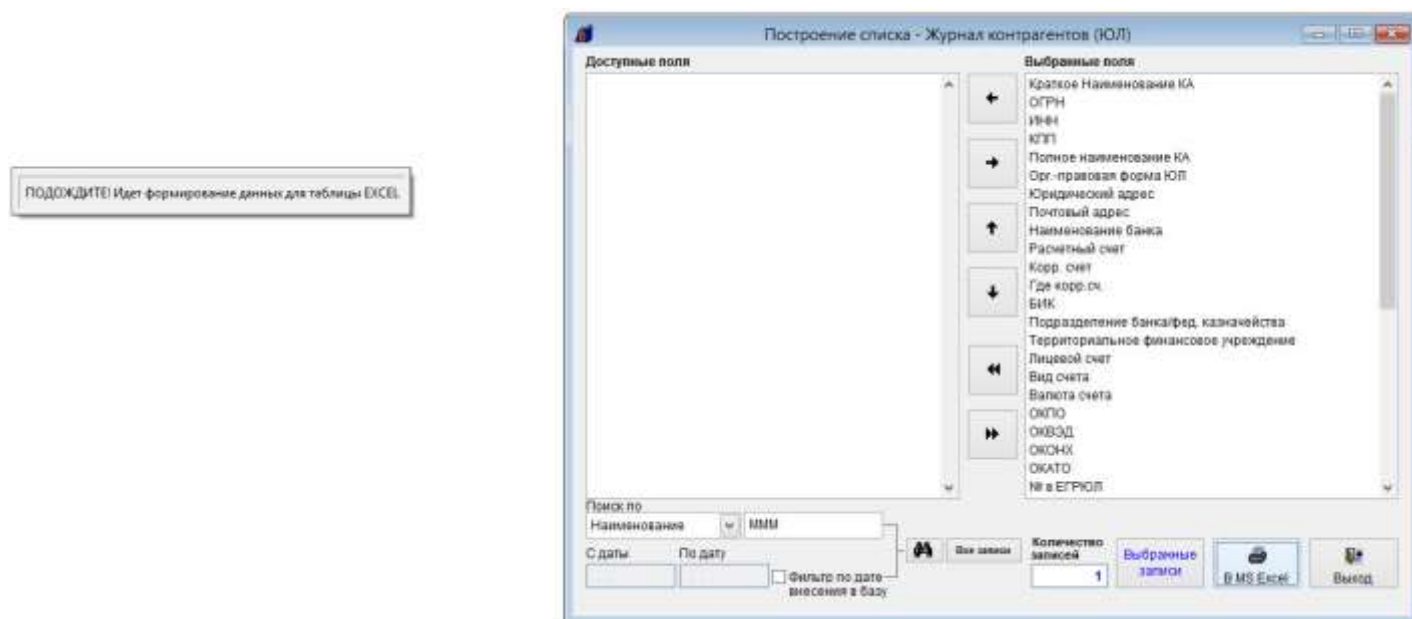 ПОДОЖДИТЕ! Идет формирование данных для таблицы EXCEL
Построение списка - Журнал контрагентов (ЮЛ)
Доступные поля
Выбранные поля
Краткое Наименование КА
ОГРН
ИНН
КПП
Полное наименование КА
Орг.-правовая форма ЮЛ
Юридический адрес
Почтовый адрес
Наименование банка
Расчетный счет
Корр. счет
Где корр.сч.
БИК
Подразделение банка/фед. казначейства
Территориальное финансовое учреждение
Лицевой счет
Вид счета
Валюта счета
ОКПО
ОКВЭД
ОКОНХ
ОКАТО
№ в ЕГРЮЛ
Поиск по
Наименование
МММ
С даты
По дату
Фильтр по дате
внесения в базу
Все записи
Количество
записей
1
Выбранные
записи
В MS Excel
Выход